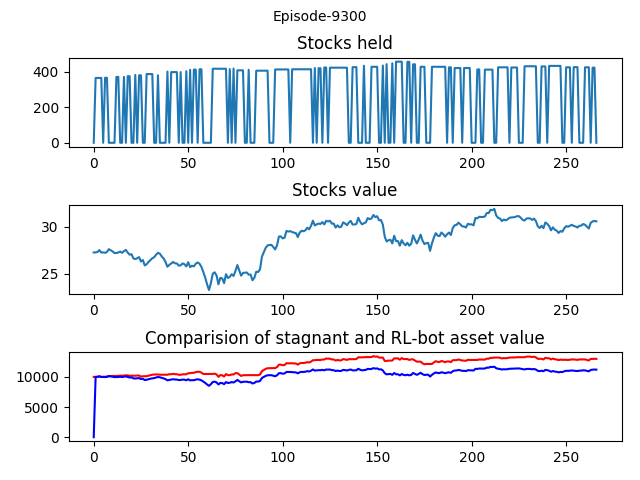 Episode-9300
Stocks held
400
200
0
0 50 100 150 200 250
Stocks value
30
25
0 50 100 150 200 250
Comparision of stagnant and RL-bot asset value
10000
5000
0
0 50 100 150 200 250